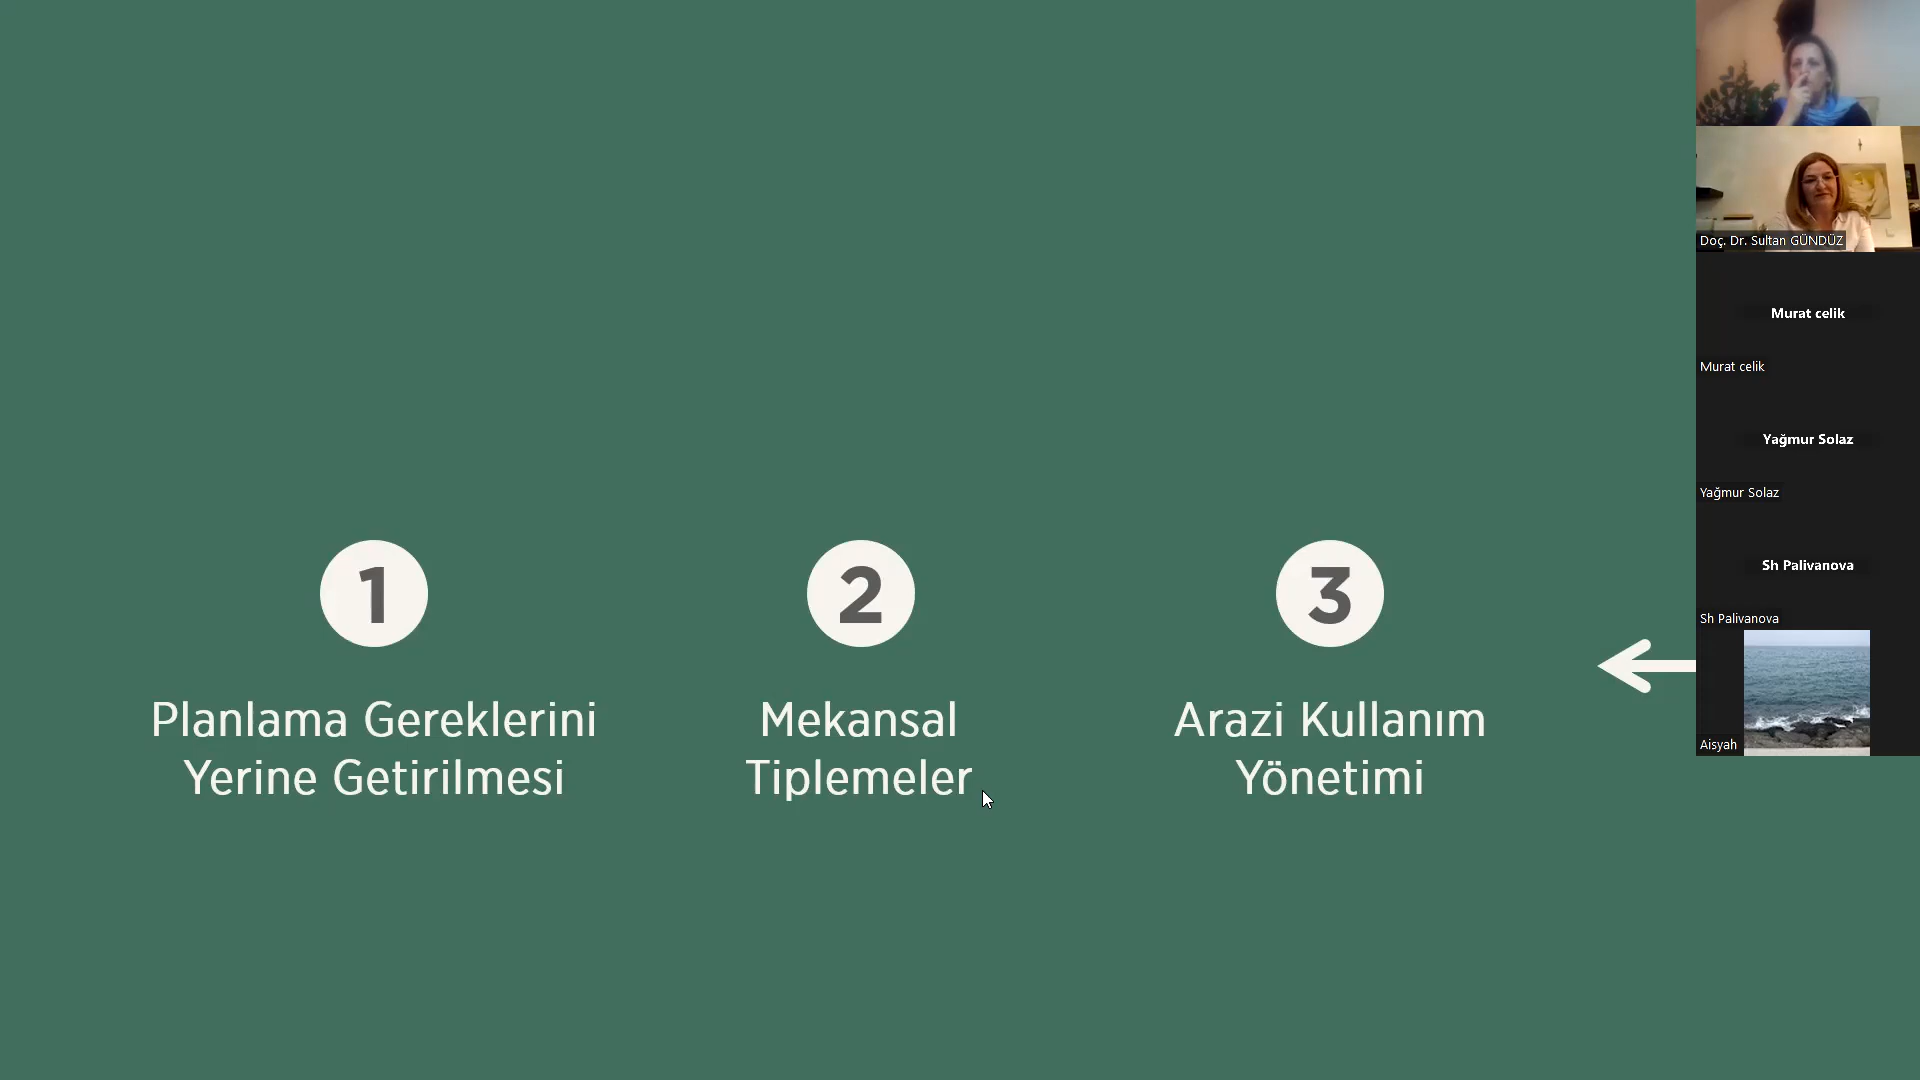 1
Planlama Gereklerini
Yerine Getirilmesi
2
Mekansal
Tiplemeler
3
Arazi Kullanım
Yönetimi
Doç. Dr. Sultan GÜNDÜZ
Murat celik
Murat celik
Yağmur Solaz
Yağmur Solaz
Sh Palivanova
Sh Palivanova
Aisyah